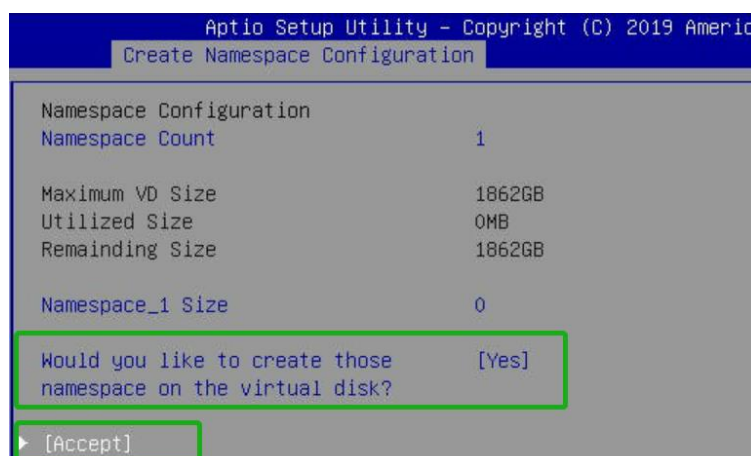 Aptio Setup Utility – Copyright (C) 2019
Create Namespace Configuration
Namespace Configuration
Namespace Count 1
Maximum VD Size 1862GB
Utilized Size 0MB
Remainding Size 1862GB
Namespace_1 Size 0
Would you like to create those [Yes]
namespace on the virtual disk?
[Accept]